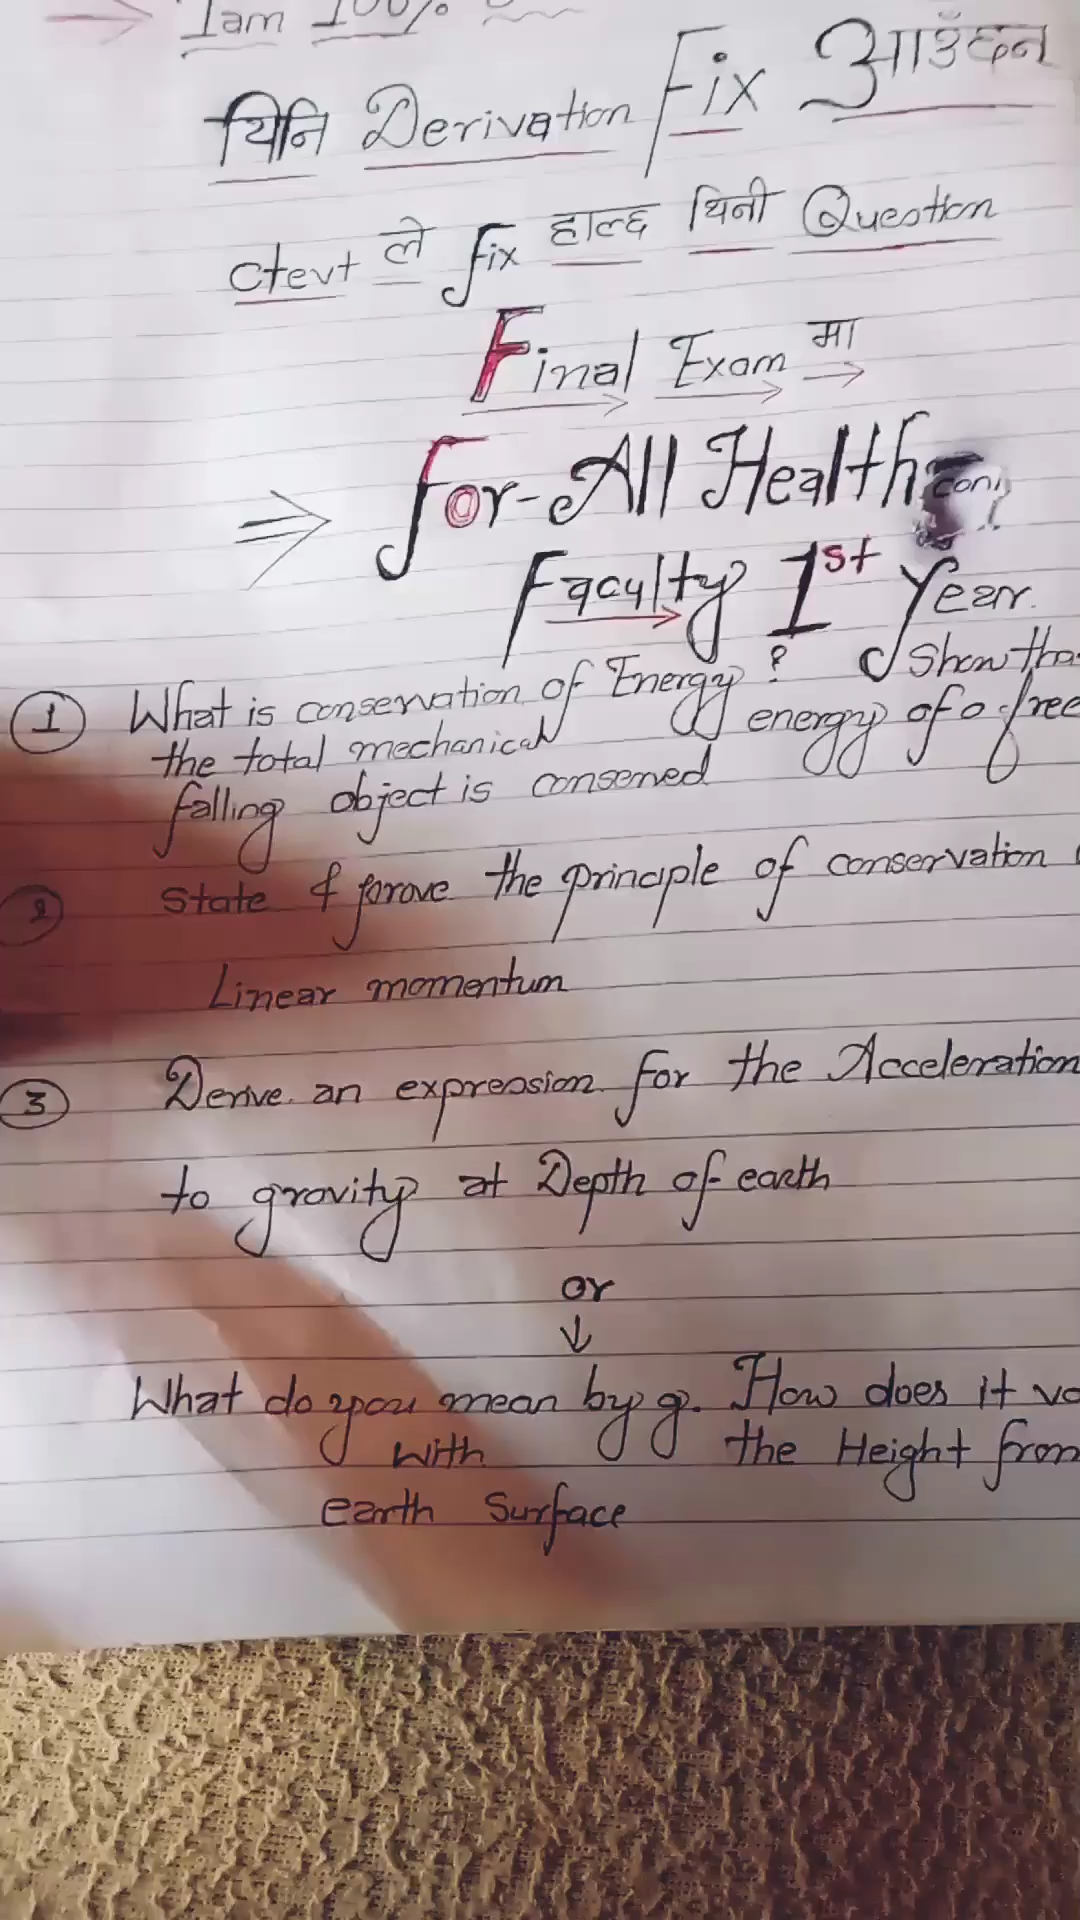 I am 100%
यिनि Derivation Fix आउँछन
Ctevt ले fix हाल्छ यिनी Question
Final Exam मा
For-All Health
Faculty 1st Year
1 What is conservation of Energy? Show tha
the total mechanical energy of a free
falling object is conserved
2 State & prove the principle of conservation
Linear momentum
3 Derive an expression for the Acceleration
to gravity at Depth of earth
or
What do you mean by g. How does it va
with the Height from
earth Surface